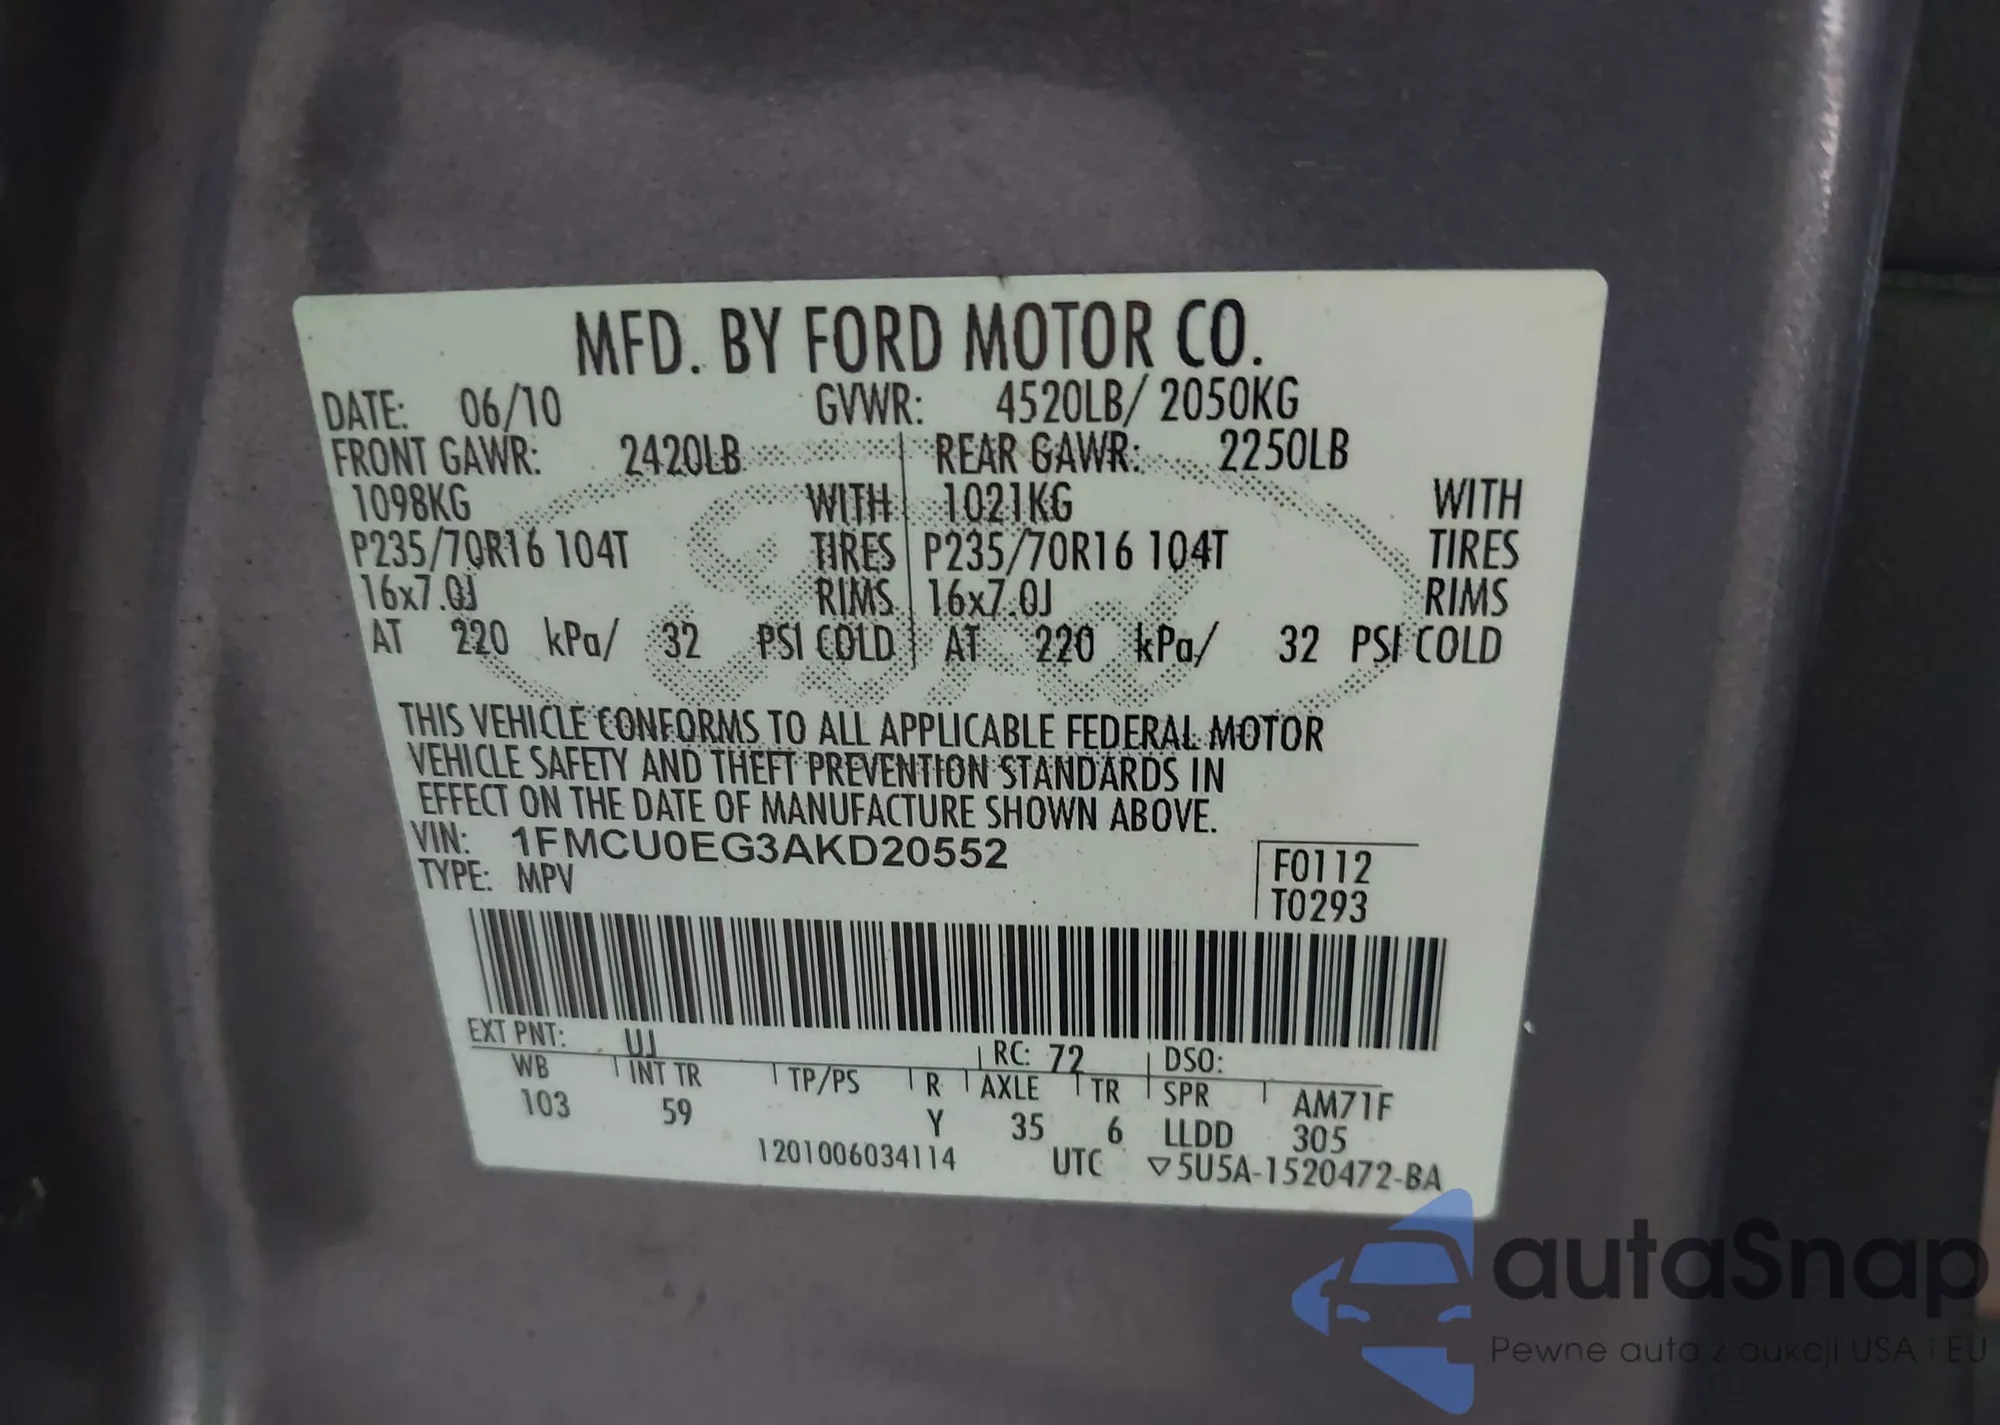 MFD. BY FORD MOTOR CO.
DATE: 06/10 GVWR: 4520LB/ 2050KG
FRONT GAWR: 2420LB REAR GAWR: 2250LB
1098KG WITH 1021KG WITH
P235/70R16 104T TIRES P235/70R16 104T TIRES
16x7.0J RIMS 16x7.0J RIMS
AT 220 kPa/ 32 PSI COLD AT 220 kPa/ 32 PSI COLD
THIS VEHICLE CONFORMS TO ALL APPLICABLE FEDERAL MOTOR
VEHICLE SAFETY AND THEFT PREVENTION STANDARDS IN
EFFECT ON THE DATE OF MANUFACTURE SHOWN ABOVE.
VIN: 1FMCU0EG3AKD20552
TYPE: MPV
F0112
T0293
EXT PNT: UJ RC: 72 DSO:
WB INT TR TP/PS R AXLE TR SPR AM71F
103 59 Y 35 6 LLDD 305
1201006034114 UTC ▽5U5A-1520472-BA
Ford
autaSnap
Pewne auta z aukcji USA i EU